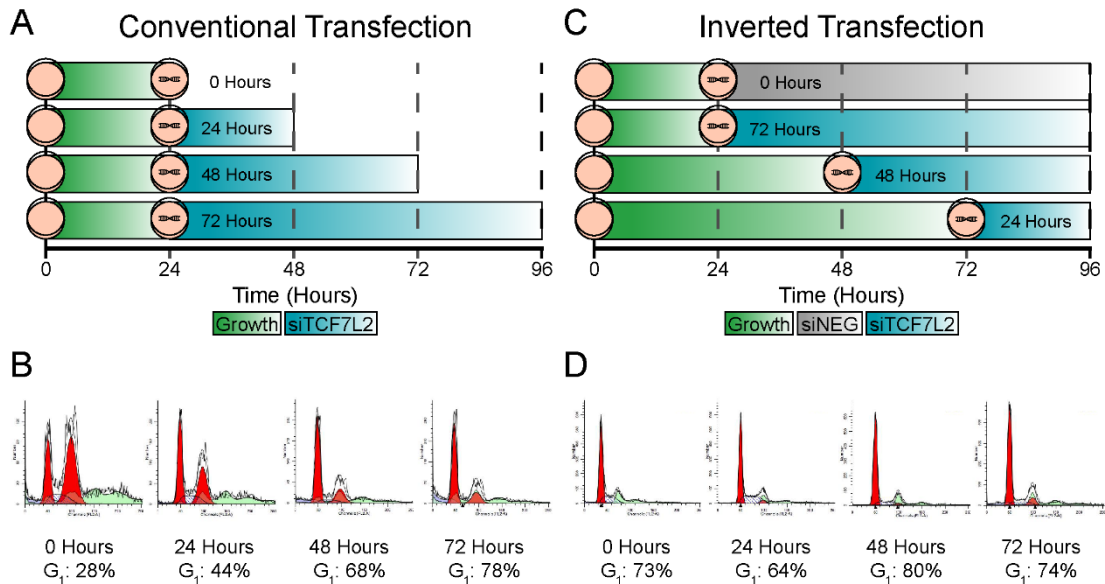 A Conventional Transfection
0 Hours
24 Hours
48 Hours
72 Hours
0 24 48 72 96
Time (Hours)
Growth siTCF7L2
C Inverted Transfection
0 Hours
72 Hours
48 Hours
24 Hours
0 24 48 72 96
Time (Hours)
Growth siNEG siTCF7L2
B
0 Hours 24 Hours 48 Hours 72 Hours
G1: 28% G1: 44% G1: 68% G1: 78%
D
0 Hours 24 Hours 48 Hours 72 Hours
G1: 73% G1: 64% G1: 80% G1: 74%